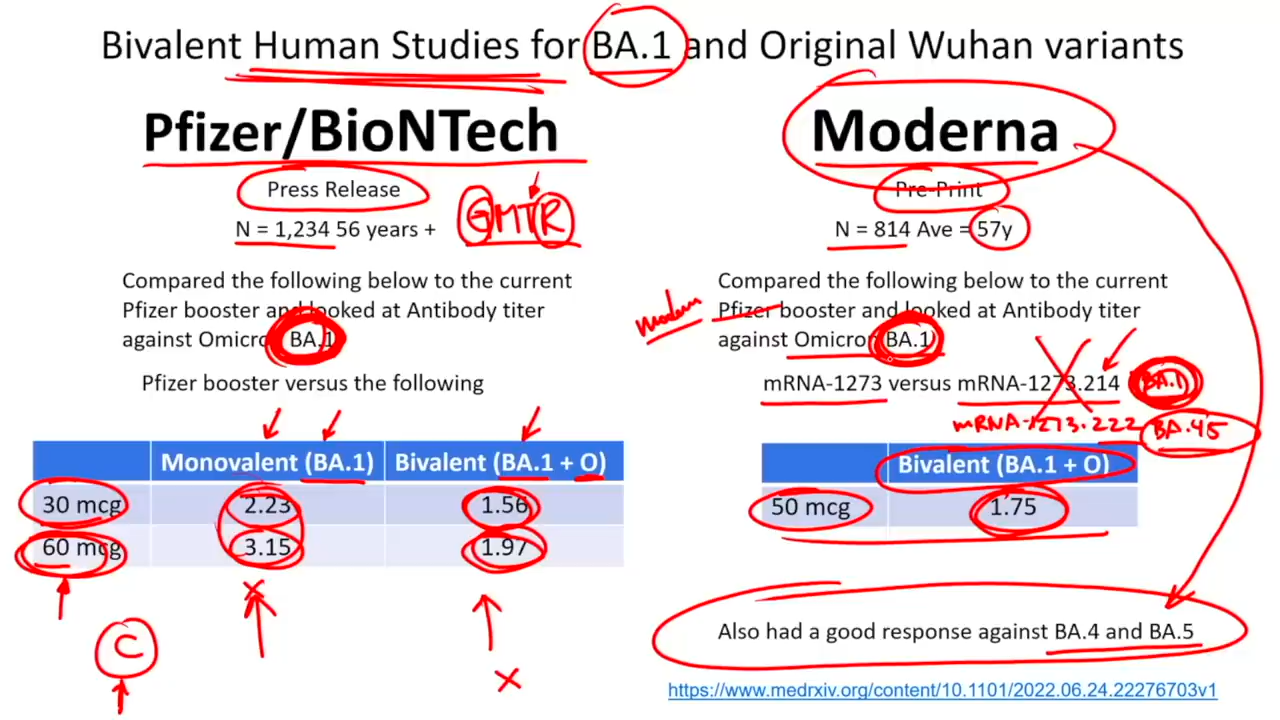 Bivalent Human Studies for BA.1 and Original Wuhan variants
Pfizer/BioNTech
Press Release
GMTR
N = 1,234 56 years +
Compared the following below to the current
Pfizer booster and looked at Antibody titer
against Omicron BA.1
Pfizer booster versus the following
Monovalent (BA.1) Bivalent (BA.1 + O)
30 mcg 2.23 1.56
60 mcg 3.15 1.97
x
C
x
Moderna
Pre-Print
N = 814 Ave = 57y
Compared the following below to the current
Modern
Pfizer booster and looked at Antibody titer
against Omicron BA.1
mRNA-1273 versus mRNA-1273.214 BA.1
mRNA-1273.222 BA.45
Bivalent (BA.1 + O)
50 mcg 1.75
Also had a good response against BA.4 and BA.5
https://www.medrxiv.org/content/10.1101/2022.06.24.22276703v1